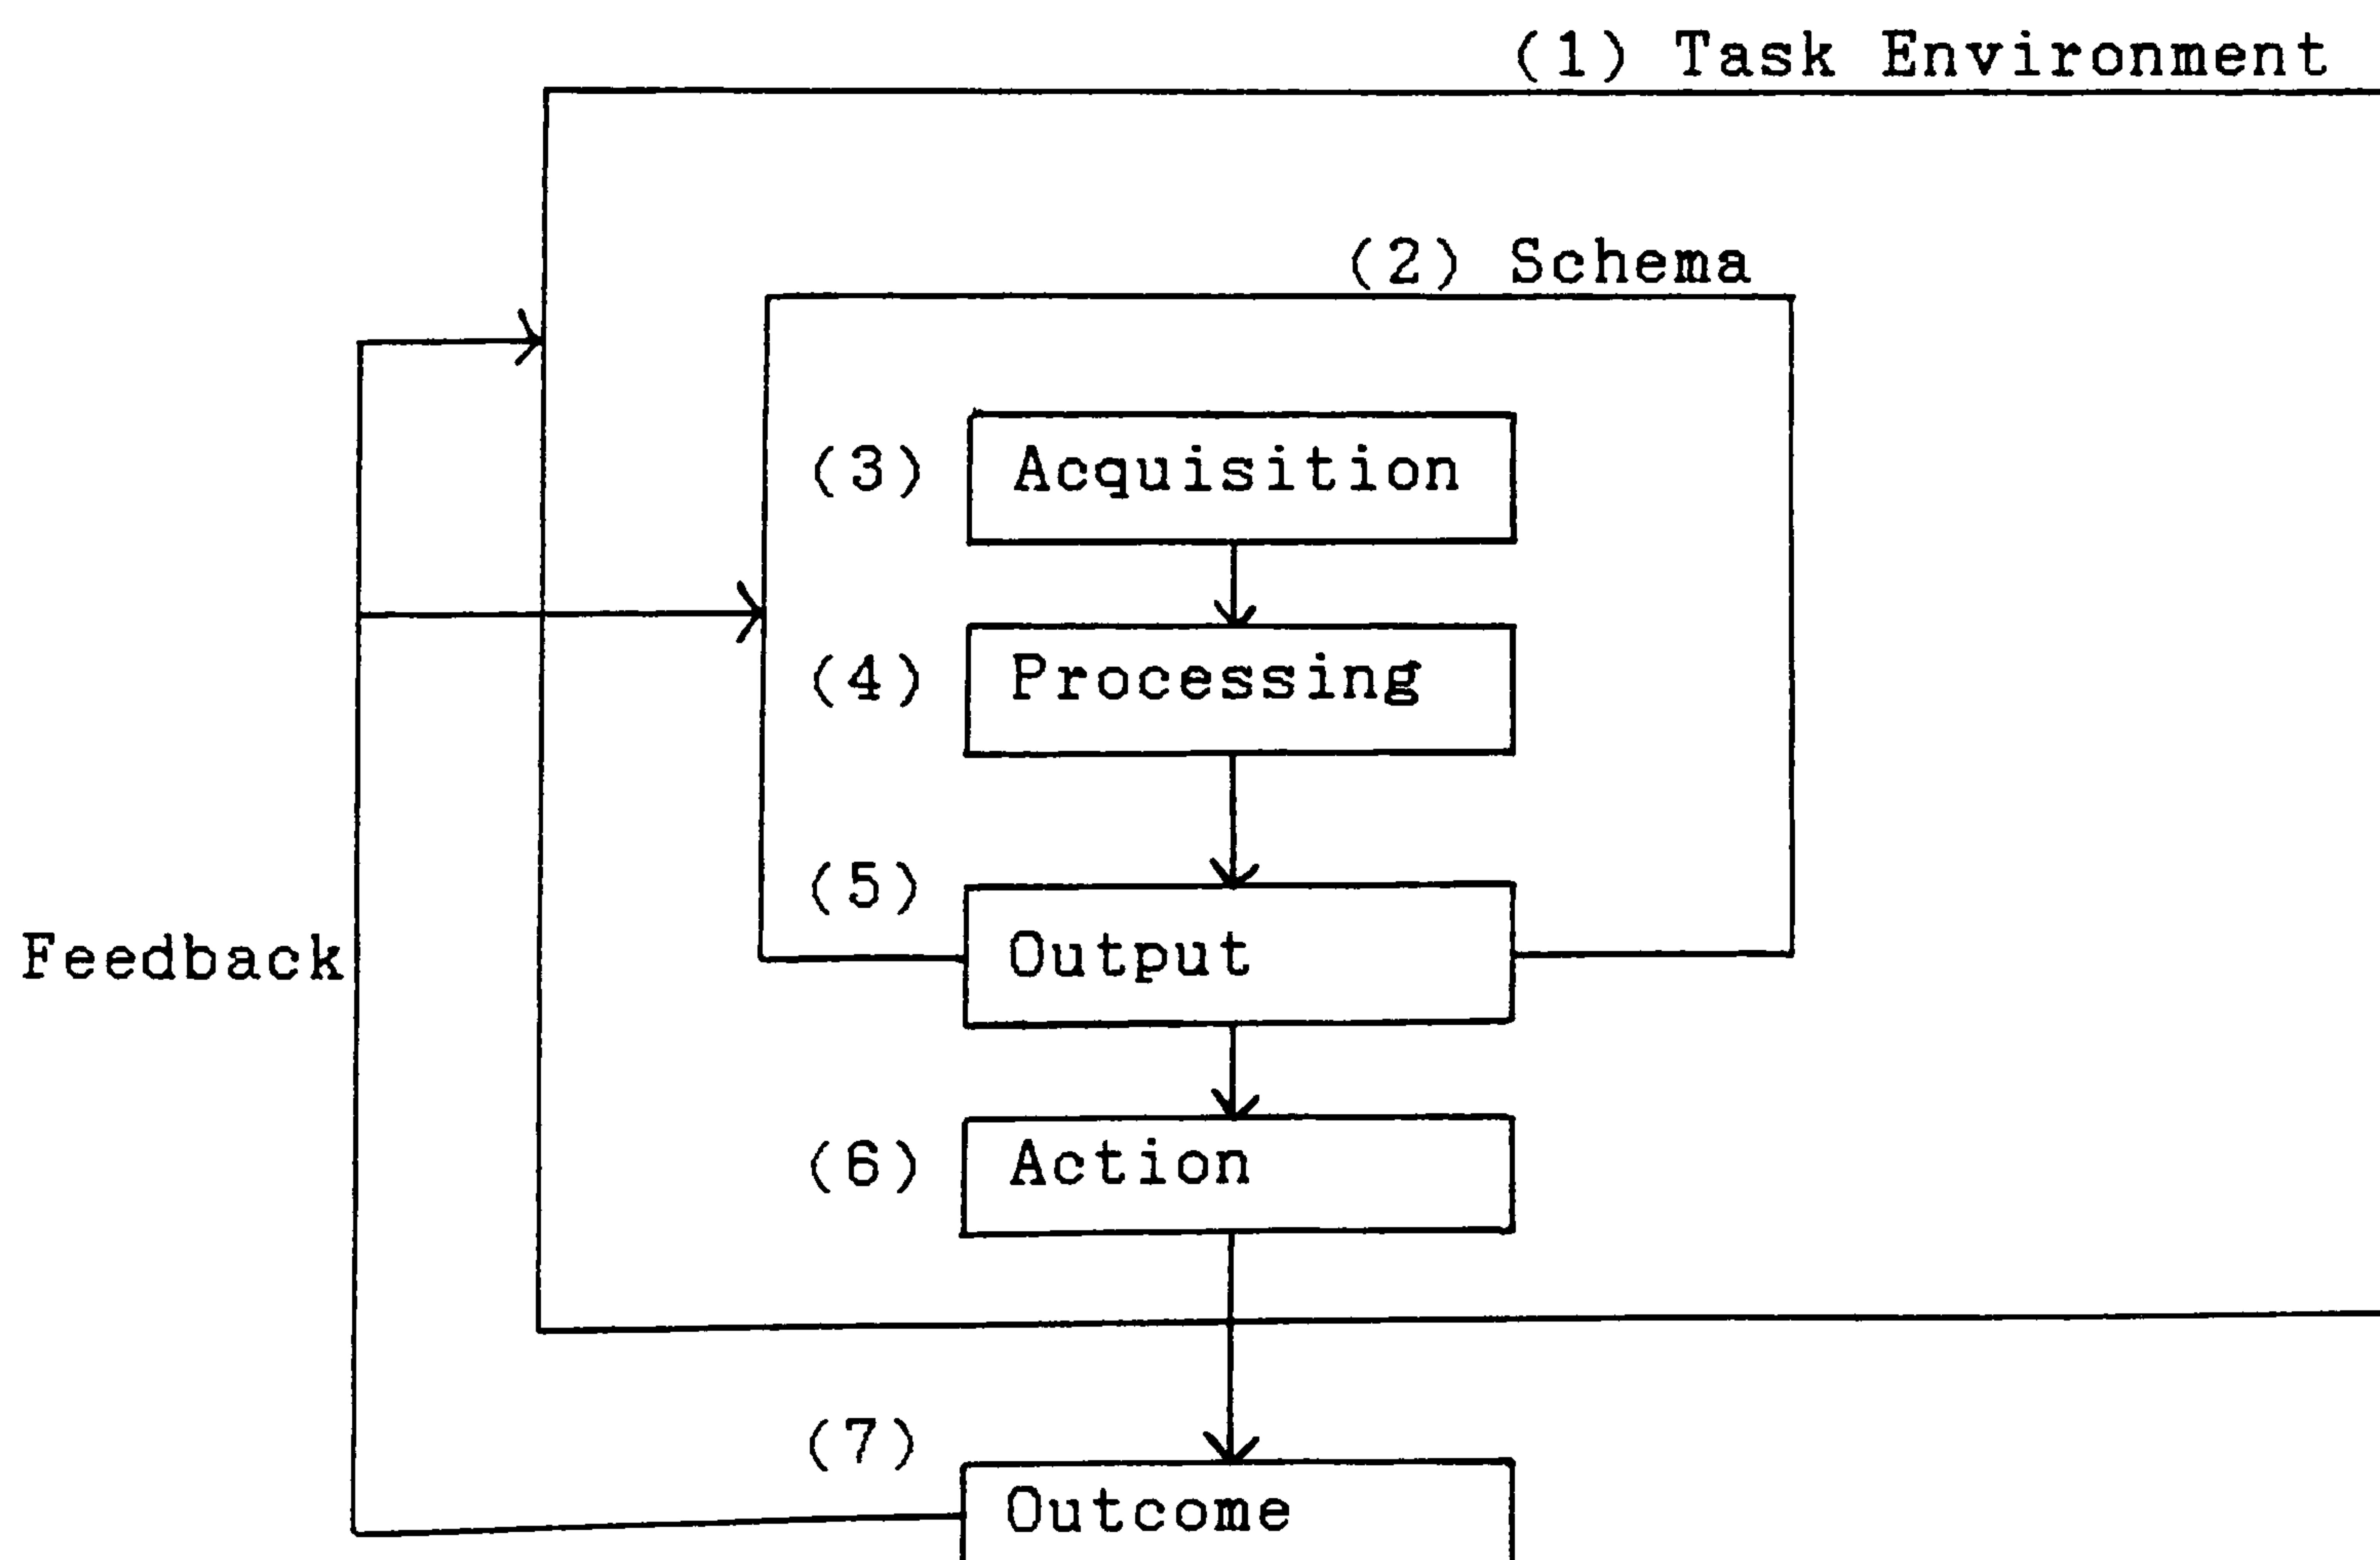 (1) Task Environment
(2) Schema
(3) Acquisition
(4) Processing
(5)
Feedback
Output
(6) Action
(7)
Outcome